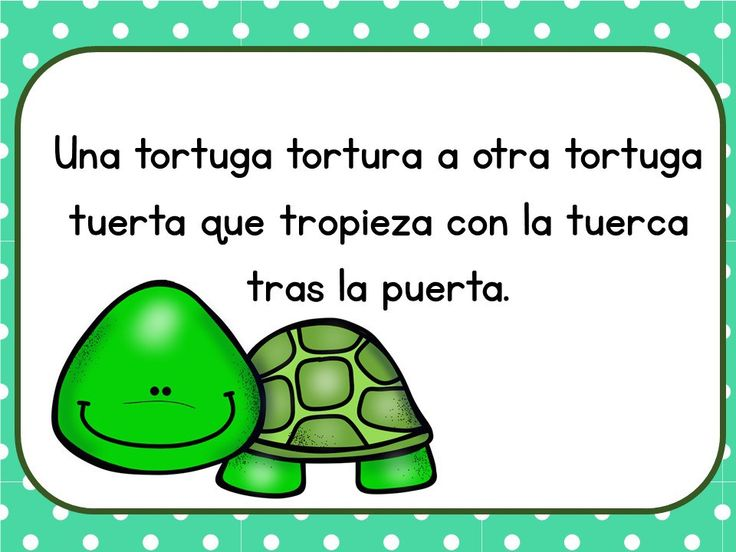 Una tortuga tortura a otra tortuga
tuerta que tropieza con la tuerca
tras la puerta.